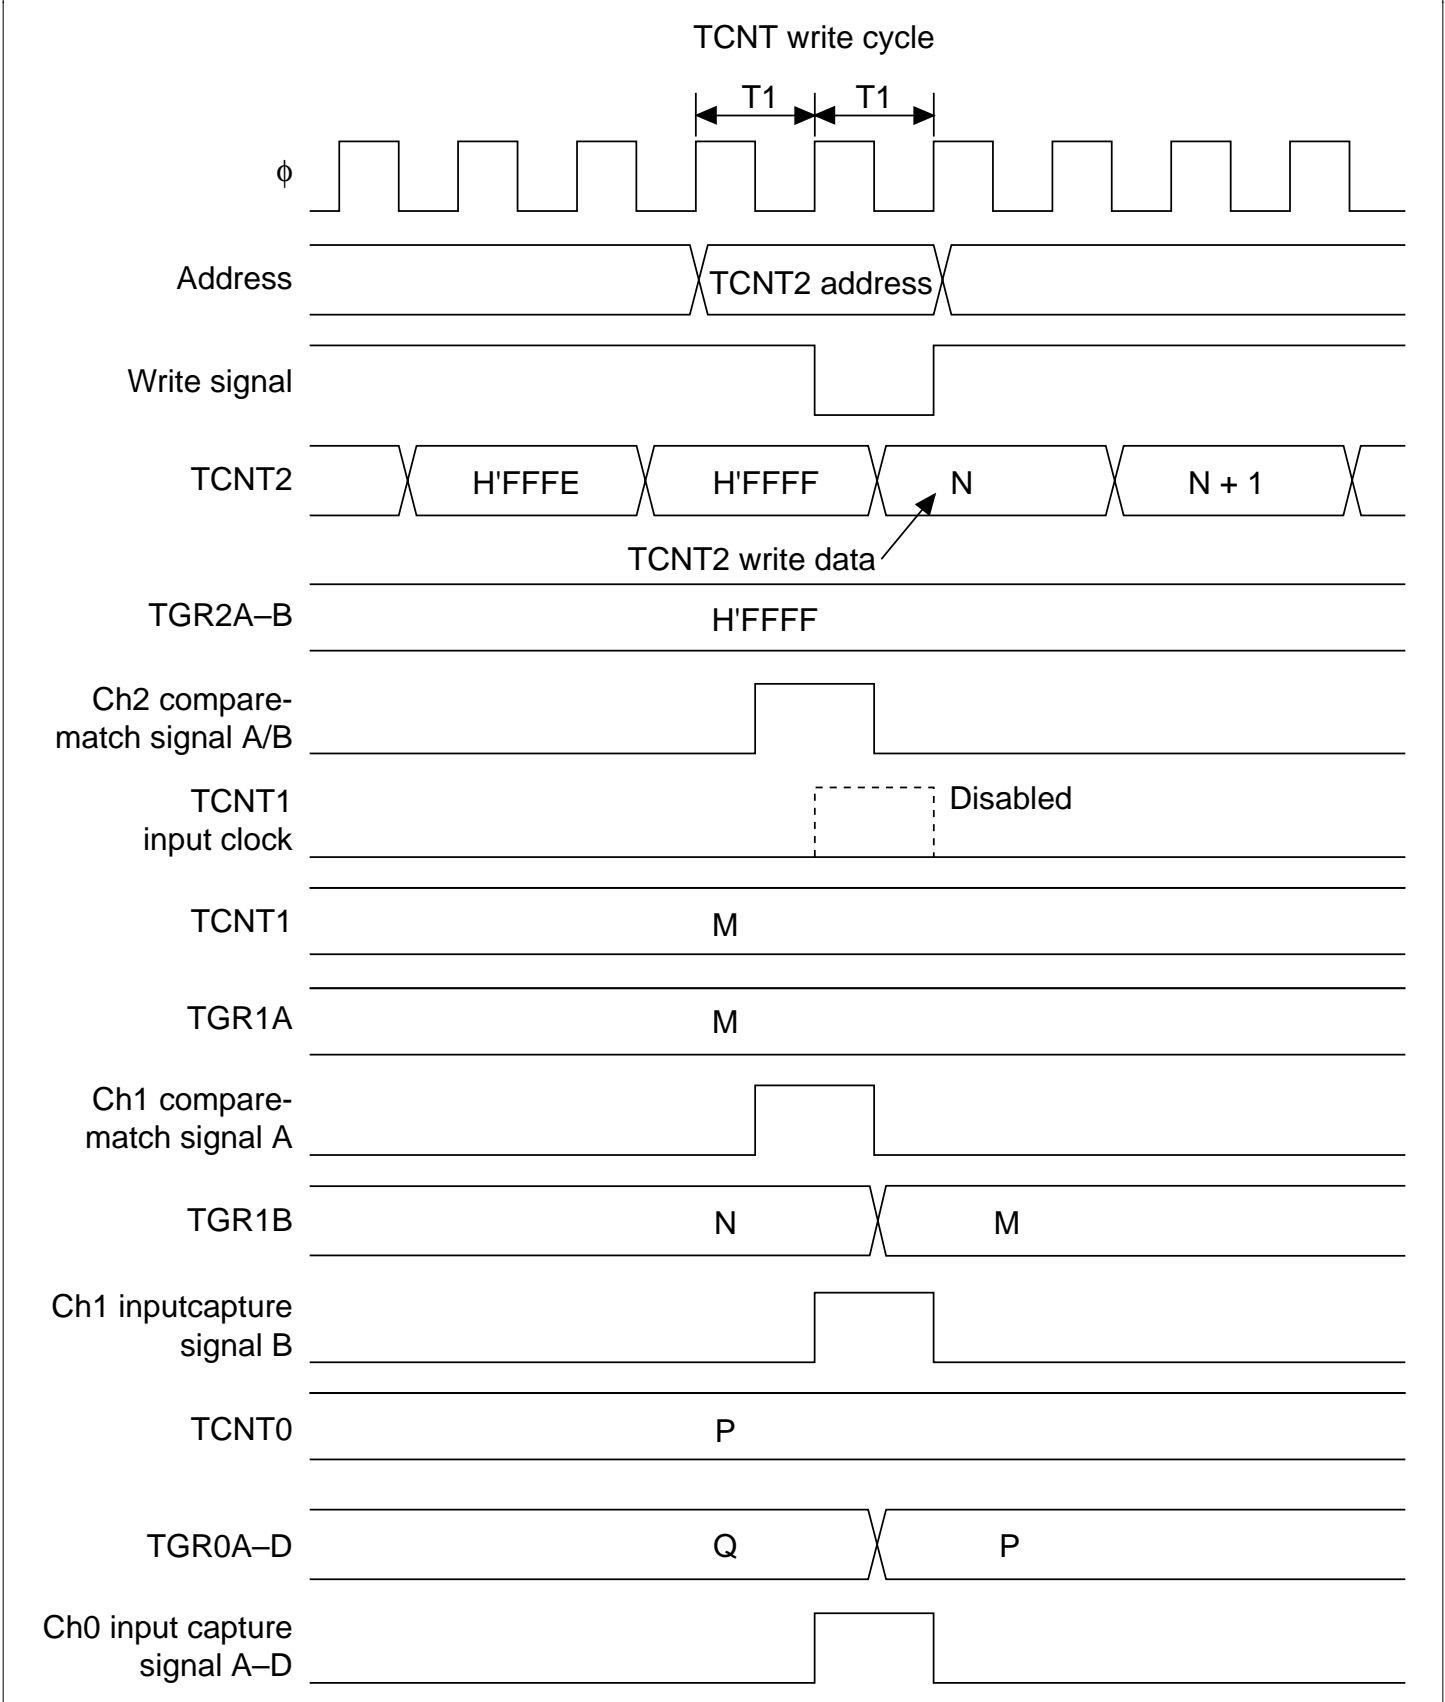 TCNT write cycle
T1 T1
ϕ
Address
TCNT2 address
Write signal
TCNT2
H'FFFE H'FFFF N N + 1
TCNT2 write data
TGR2A–B
H'FFFF
Ch2 compare-
match signal A/B
TCNT1
input clock
Disabled
TCNT1
M
TGR1A
M
Ch1 compare-
match signal A
TGR1B
N M
Ch1 inputcapture
signal B
TCNT0
P
TGR0A–D
Q P
Ch0 input capture
signal A–D